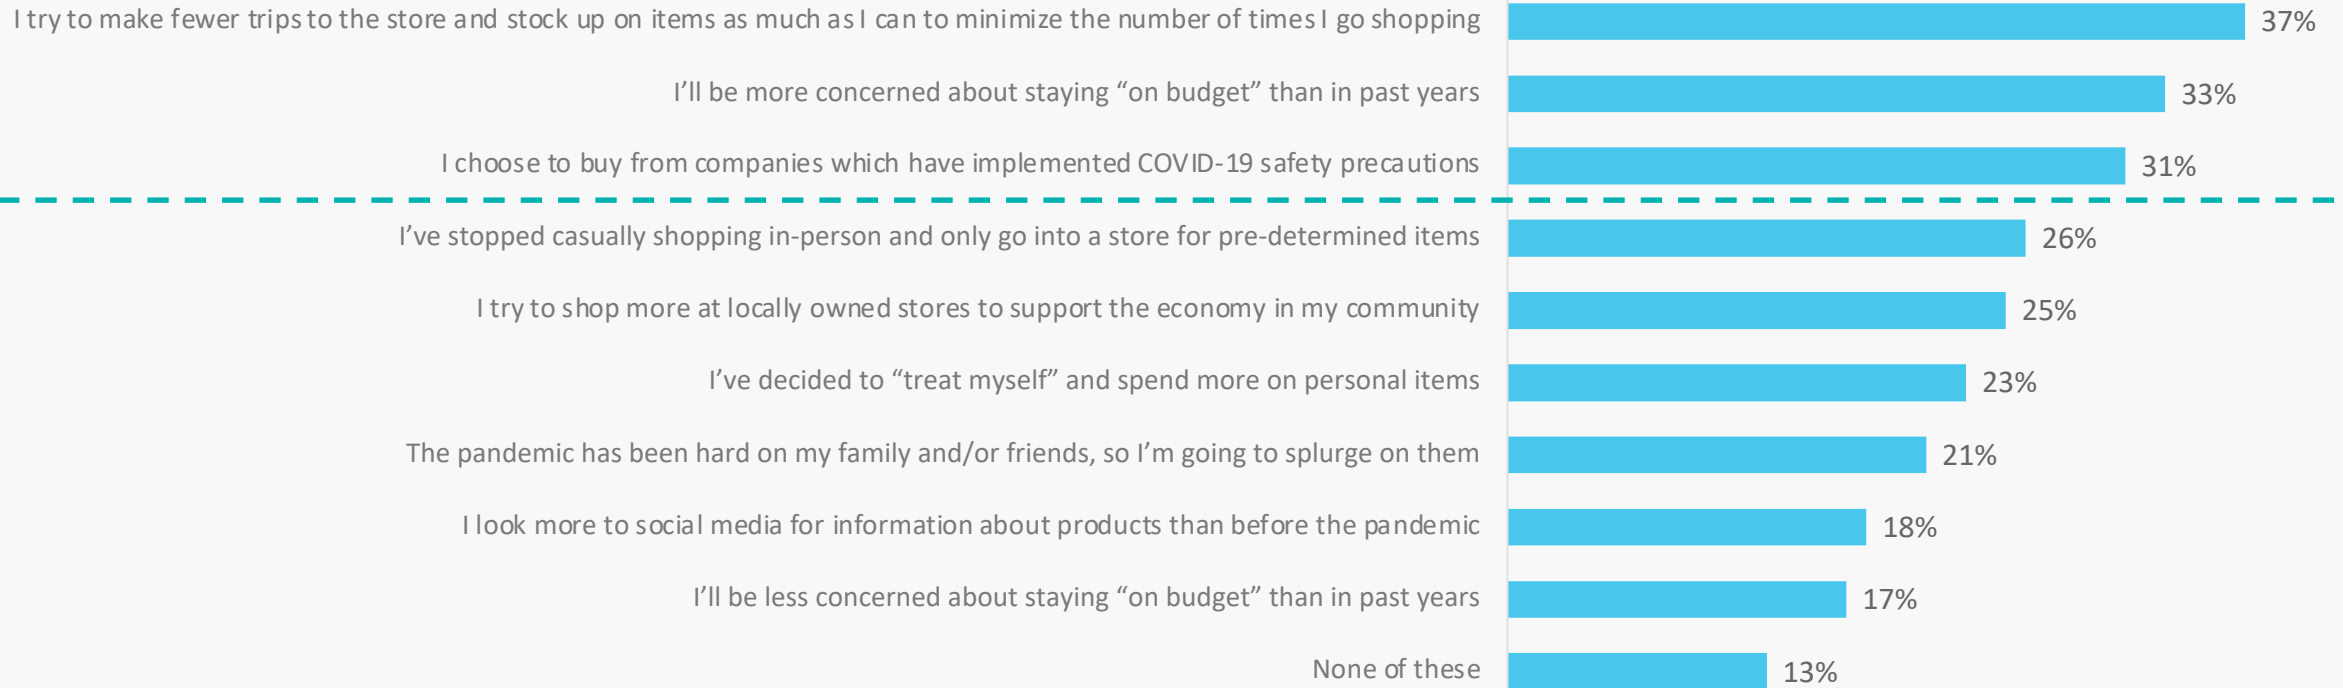 I try to make fewer trips to the store and stock up on items as much as I can to minimize the number of times I go shopping 37%
I’ll be more concerned about staying “on budget” than in past years 33%
I choose to buy from companies which have implemented COVID-19 safety precautions 31%
I’ve stopped casually shopping in-person and only go into a store for pre-determined items 26%
I try to shop more at locally owned stores to support the economy in my community 25%
I’ve decided to “treat myself” and spend more on personal items 23%
The pandemic has been hard on my family and/or friends, so I’m going to splurge on them 21%
I look more to social media for information about products than before the pandemic 18%
I’ll be less concerned about staying “on budget” than in past years 17%
None of these 13%